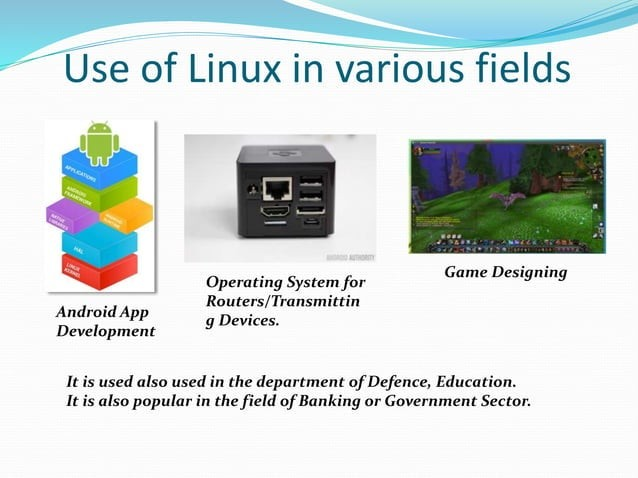 Use of Linux in various fields
APPLICATIONS
ANDROID
FRAMEWORK
NATIVE
LIBRARIES
ANDROID
RUNTIME
HAL
LINUX
KERNEL
ANDROID AUTHORITY
Android App
Development
Operating System for
Routers/Transmittin
g Devices.
Game Designing
It is used also used in the department of Defence, Education.
It is also popular in the field of Banking or Government Sector.